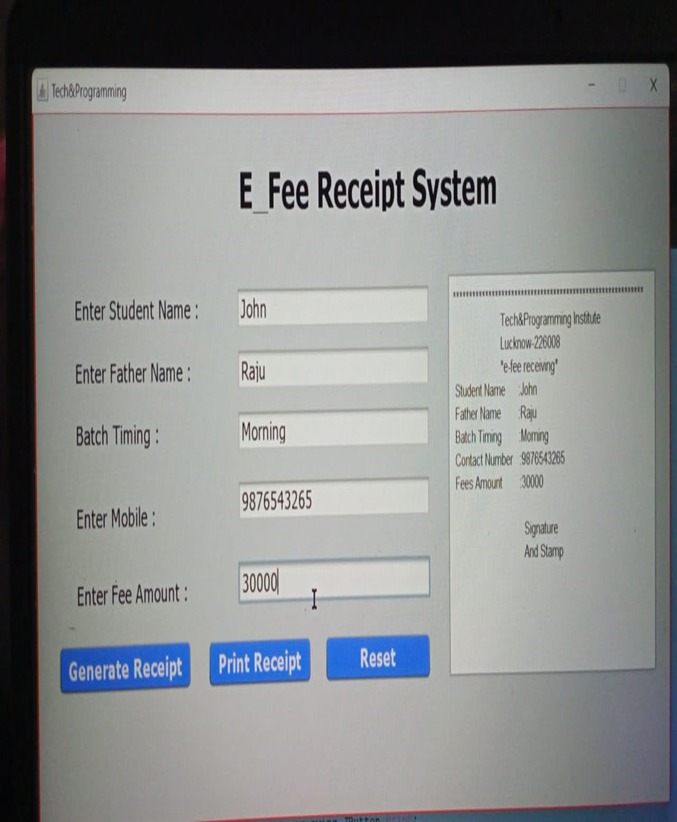 Tech&Programming
E_Fee Receipt System
Enter Student Name : John
Enter Father Name : Raju
Batch Timing : Morning
Enter Mobile : 9876543265
Enter Fee Amount : 30000
Generate Receipt Print Receipt Reset
Tech&Programming Institute
Lucknow-226008
"e-fee receiving"
Student Name :John
Father Name :Raju
Batch Timing :Morning
Contact Number :9876543265
Fees Amount :30000
Signature
And Stamp